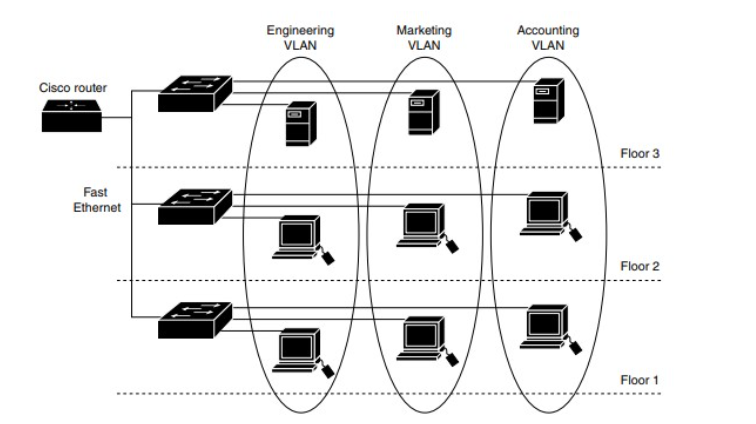 Engineering
VLAN
Marketing
VLAN
Accounting
VLAN
Cisco router
Floor 3
Fast
Ethernet
Floor 2
Floor 1